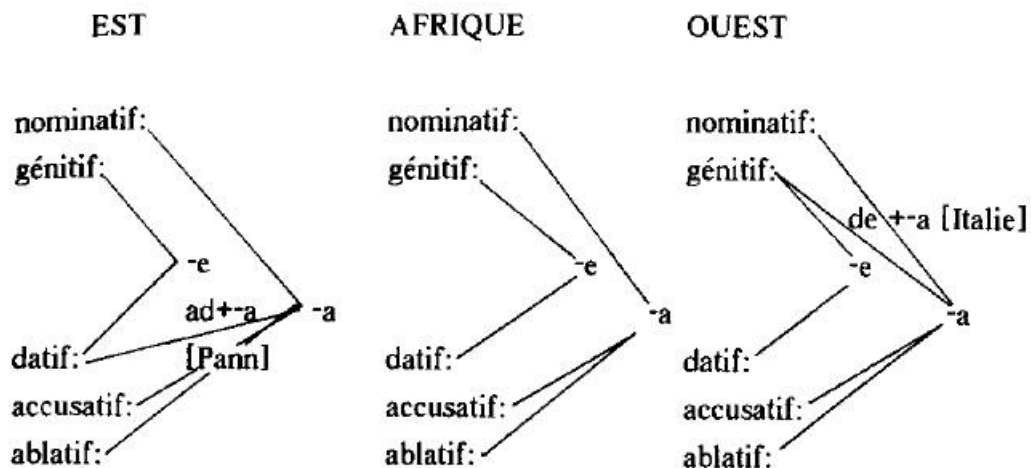 EST AFRIQUE OUEST
nominatif: nominatif: nominatif:
génitif: génitif: génitif:
de +-a [Italie]
-e -e -e
ad+-a -a -a -a
datif: [Pann] datif: datif:
accusatif: accusatif: accusatif:
ablatif: ablatif: ablatif: